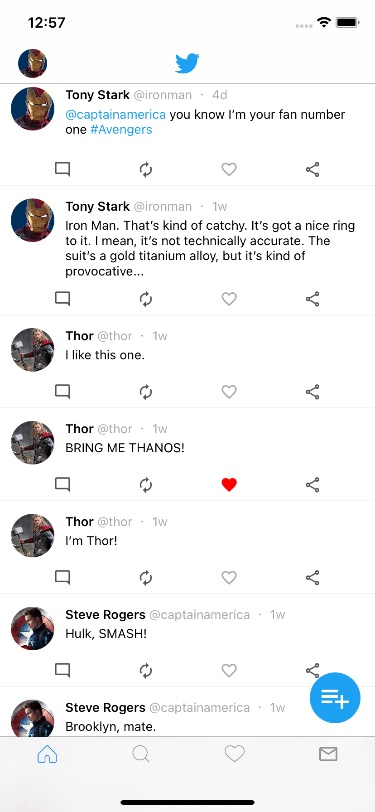 12:57
Tony Stark @ironman · 4d
@captainamerica you know I’m your fan number
one #Avengers
Tony Stark @ironman · 1w
Iron Man. That’s kind of catchy. It’s got a nice ring
to it. I mean, it’s not technically accurate. The
suit’s a gold titanium alloy, but it’s kind of
provocative...
Thor @thor · 1w
I like this one.
Thor @thor · 1w
BRING ME THANOS!
Thor @thor · 1w
I’m Thor!
Steve Rogers @captainamerica · 1w
Hulk, SMASH!
Steve Rogers @captainamerica · 1w
Brooklyn, mate.